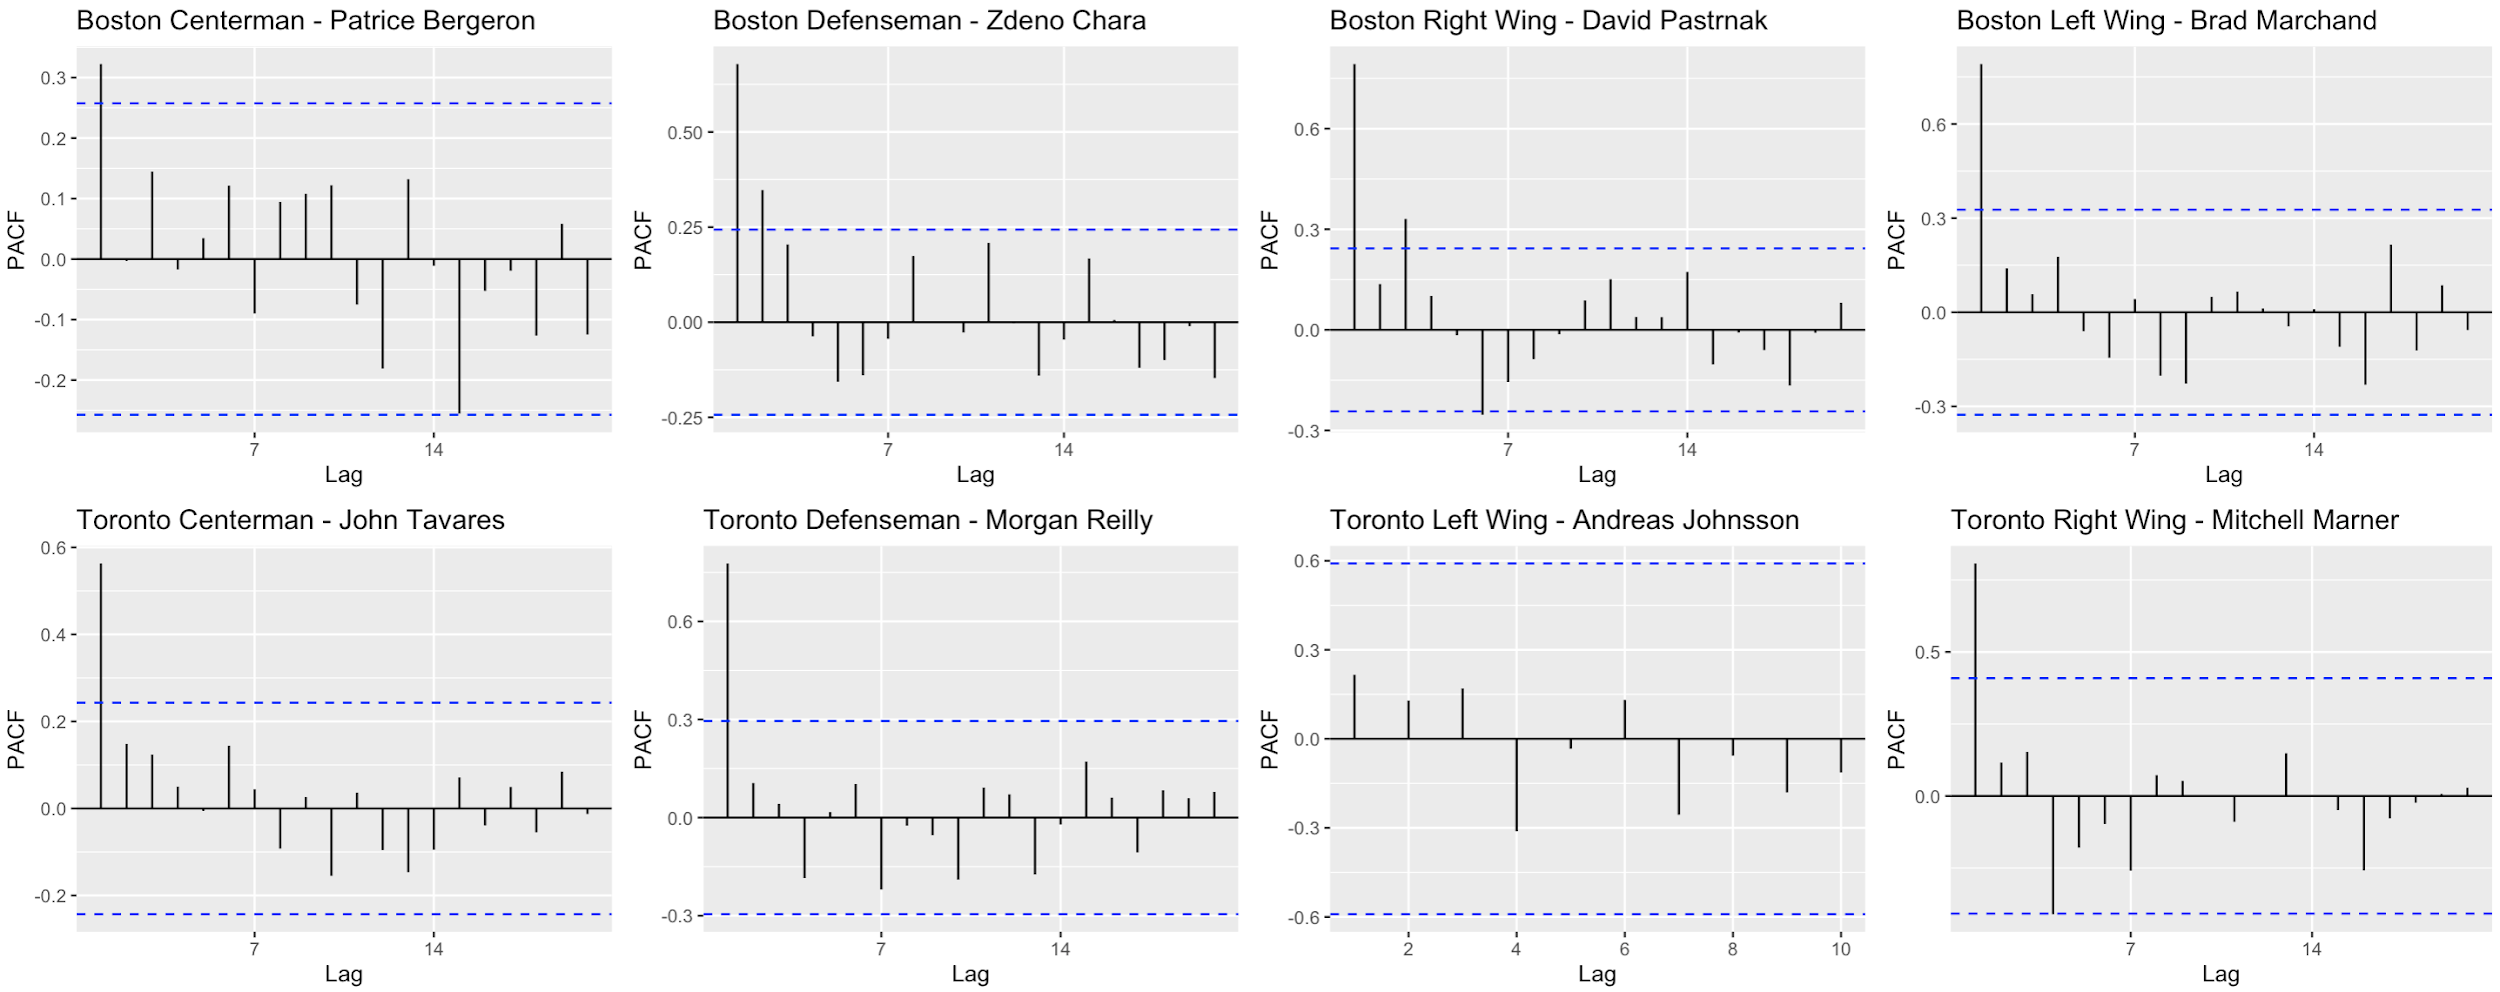 Boston Centerman - Patrice Bergeron
PACF
0.3
0.2
0.1
0.0
-0.1
-0.2
7
14
Lag
Boston Defenseman - Zdeno Chara
PACF
0.50
0.25
0.00
-0.25
7
14
Lag
Boston Right Wing - David Pastrnak
PACF
0.6
0.3
0.0
-0.3
7
14
Lag
Boston Left Wing - Brad Marchand
PACF
0.6
0.3
0.0
-0.3
7
14
Lag
Toronto Centerman - John Tavares
PACF
0.6
0.4
0.2
0.0
-0.2
7
14
Lag
Toronto Defenseman - Morgan Reilly
PACF
0.6
0.3
0.0
-0.3
7
14
Lag
Toronto Left Wing - Andreas Johnsson
PACF
0.6
0.3
0.0
-0.3
-0.6
2
4
6
8
10
Lag
Toronto Right Wing - Mitchell Marner
PACF
0.5
0.0
7
14
Lag